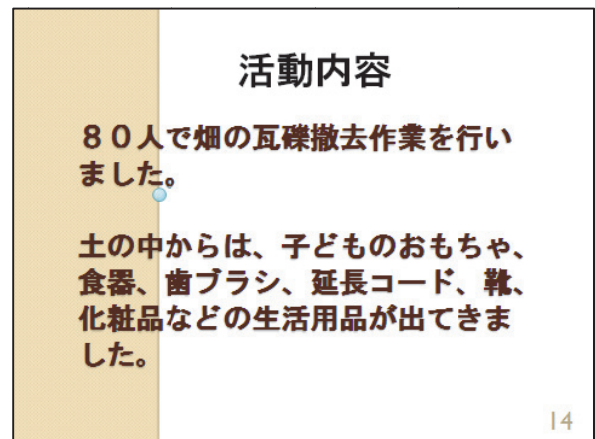 活動内容
８０人で畑の瓦礫撤去作業を行い
ました。
土の中からは、子どものおもちゃ、
食器、歯ブラシ、延長コード、靴、
化粧品などの生活用品が出てきま
した。
14